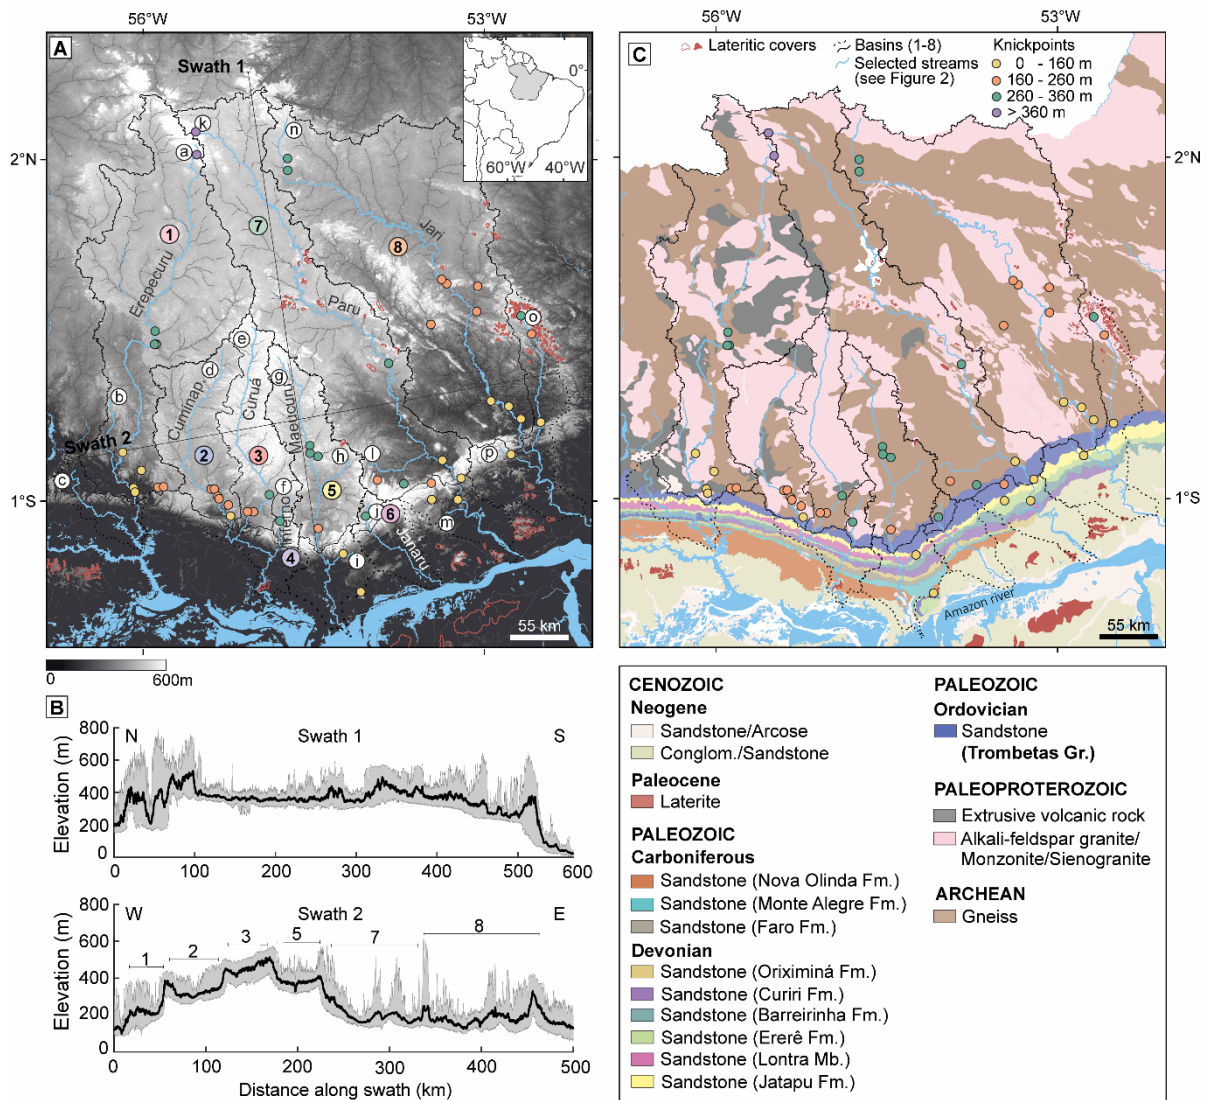 56°W
53°W
A
Swath 1
0°
60°W
40°W
k
n
a
2°N
1
7
8
Jari
Erepecuru
Paru
o
e
d
g
b
Cuminap
Curuá
Maetecuru
Swath 2
h
l
p
2
3
c
f
5
j
6
m
1°S
Inferno
Janaru
4
i
55 km
0
600m
56°W
53°W
C
Lateritic covers
Basins (1-8)
Selected streams
(see Figure 2)
Knickpoints
0 - 160 m
160 - 260 m
260 - 360 m
> 360 m
2°N
1°S
Amazon river
55 km
B
N
Swath 1
S
Elevation (m)
800
600
400
200
0
0
100
200
300
400
500
600
W
Swath 2
E
Elevation (m)
800
600
400
200
0
1
2
3
5
7
8
0
100
200
300
400
500
Distance along swath (km)
CENOZOIC
Neogene
Sandstone/Arcose
Conglom./Sandstone
Paleocene
Laterite
PALEOZOIC
Carboniferous
Sandstone (Nova Olinda Fm.)
Sandstone (Monte Alegre Fm.)
Sandstone (Faro Fm.)
Devonian
Sandstone (Oriximiná Fm.)
Sandstone (Curiri Fm.)
Sandstone (Barreirinha Fm.)
Sandstone (Ererê Fm.)
Sandstone (Lontra Mb.)
Sandstone (Jatapu Fm.)
PALEOZOIC
Ordovician
Sandstone
(Trombetas Gr.)
PALEOPROTEROZOIC
Extrusive volcanic rock
Alkali-feldspar granite/
Monzonite/Sienogranite
ARCHEAN
Gneiss